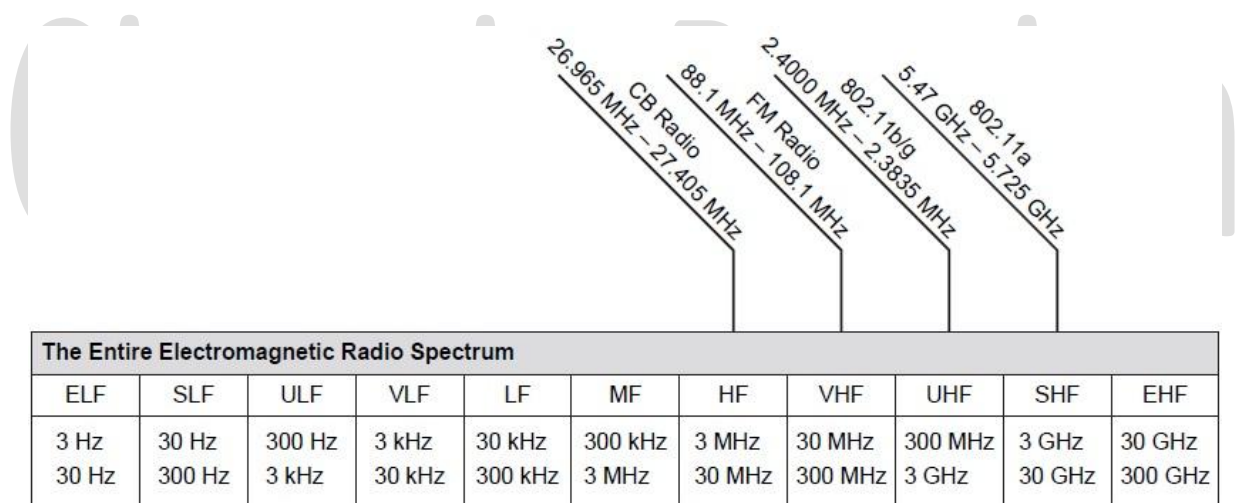 26.965 MHz – 27.405 MHz
CB Radio
88.1 MHz – 108.1 MHz
FM Radio
2.4000 MHz – 2.3835 MHz
802.11b/g
5.47 GHz – 5.725 GHz
802.11a
The Entire Electromagnetic Radio Spectrum
ELF SLF ULF VLF LF MF HF VHF UHF SHF EHF
3 Hz 30 Hz 300 Hz 3 kHz 30 kHz 300 kHz 3 MHz 30 MHz 300 MHz 3 GHz 30 GHz
30 Hz 300 Hz 3 kHz 30 kHz 300 kHz 3 MHz 30 MHz 300 MHz 3 GHz 30 GHz 300 GHz